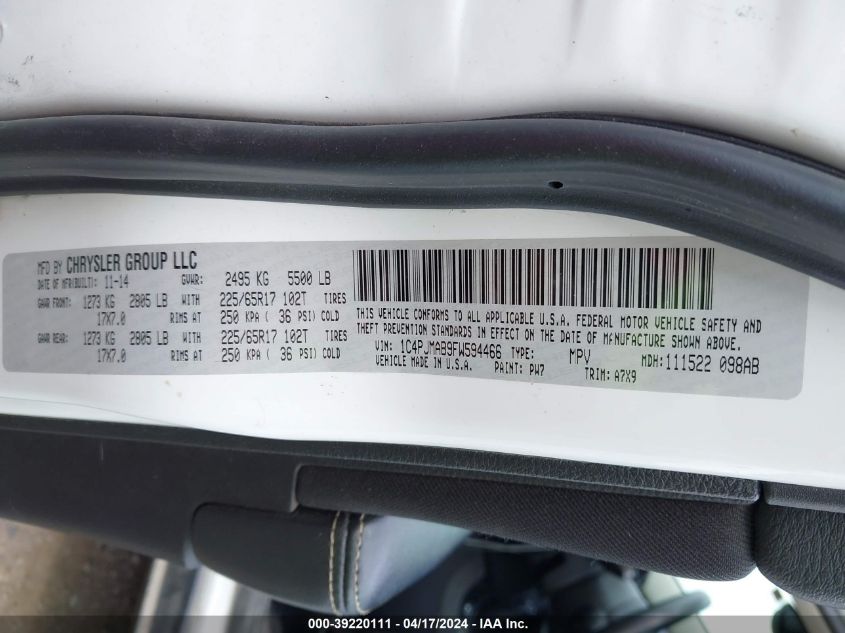 MFD BY CHRYSLER GROUP LLC
DATE OF MFR(BUILT): 11-14 GVWR: 2495 KG 5500 LB
GAWR FRONT: 1273 KG 2805 LB WITH 225/65R17 102T TIRES
17X7.0 RIMS AT 250 KPA ( 36 PSI) COLD
GAWR REAR: 1273 KG 2805 LB WITH 225/65R17 102T TIRES
17X7.0 RIMS AT 250 KPA ( 36 PSI) COLD
THIS VEHICLE CONFORMS TO ALL APPLICABLE U.S.A. FEDERAL MOTOR VEHICLE SAFETY AND
THEFT PREVENTION STANDARDS IN EFFECT ON THE DATE OF MANUFACTURE SHOWN ABOVE.
VIN: 1C4PJMAB9FW594466 TYPE: MPV MDH:111522 098AB
VEHICLE MADE IN U.S.A. PAINT: PW7 TRIM: A7X9
000-39220111 - 04/17/2024 - IAA Inc.